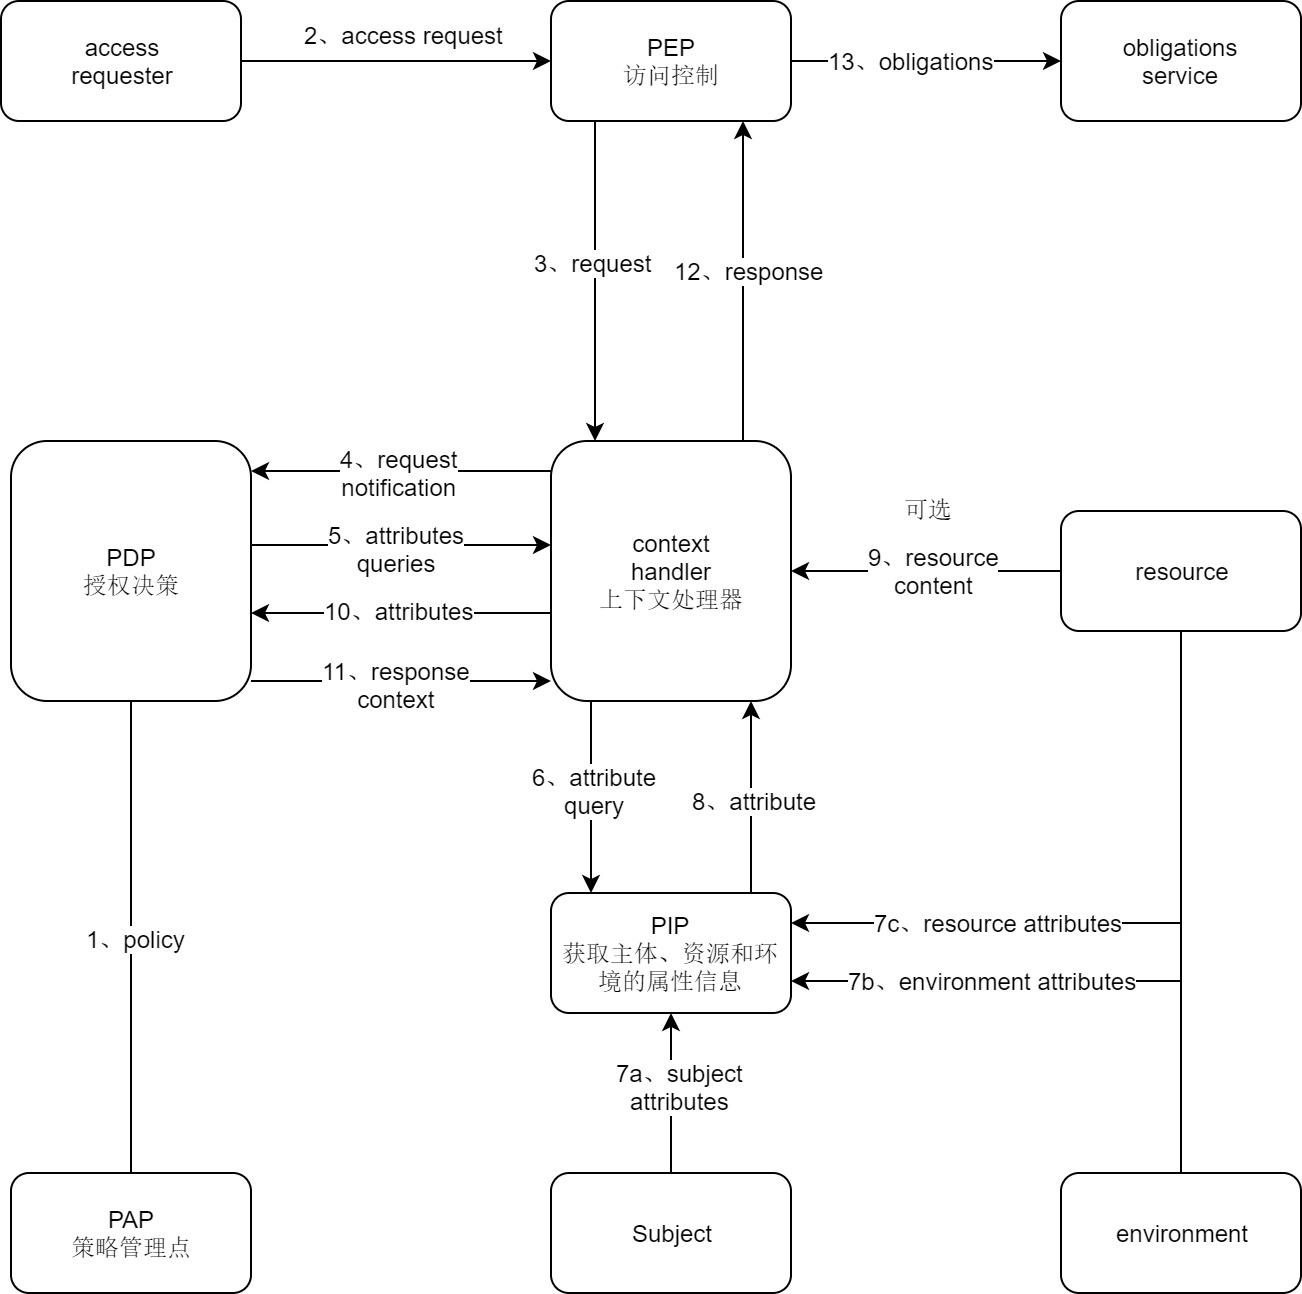 access
requester
2、access request
PEP
访问控制
13、obligations
obligations
service
3、request
12、response
4、request
notification
5、attributes
queries
10、attributes
11、response
context
PDP
授权决策
context
handler
上下文处理器
可选
9、resource
content
resource
6、attribute
query
8、attribute
1、policy
PIP
获取主体、资源和环
境的属性信息
7c、resource attributes
7b、environment attributes
7a、subject
attributes
PAP
策略管理点
Subject
environment